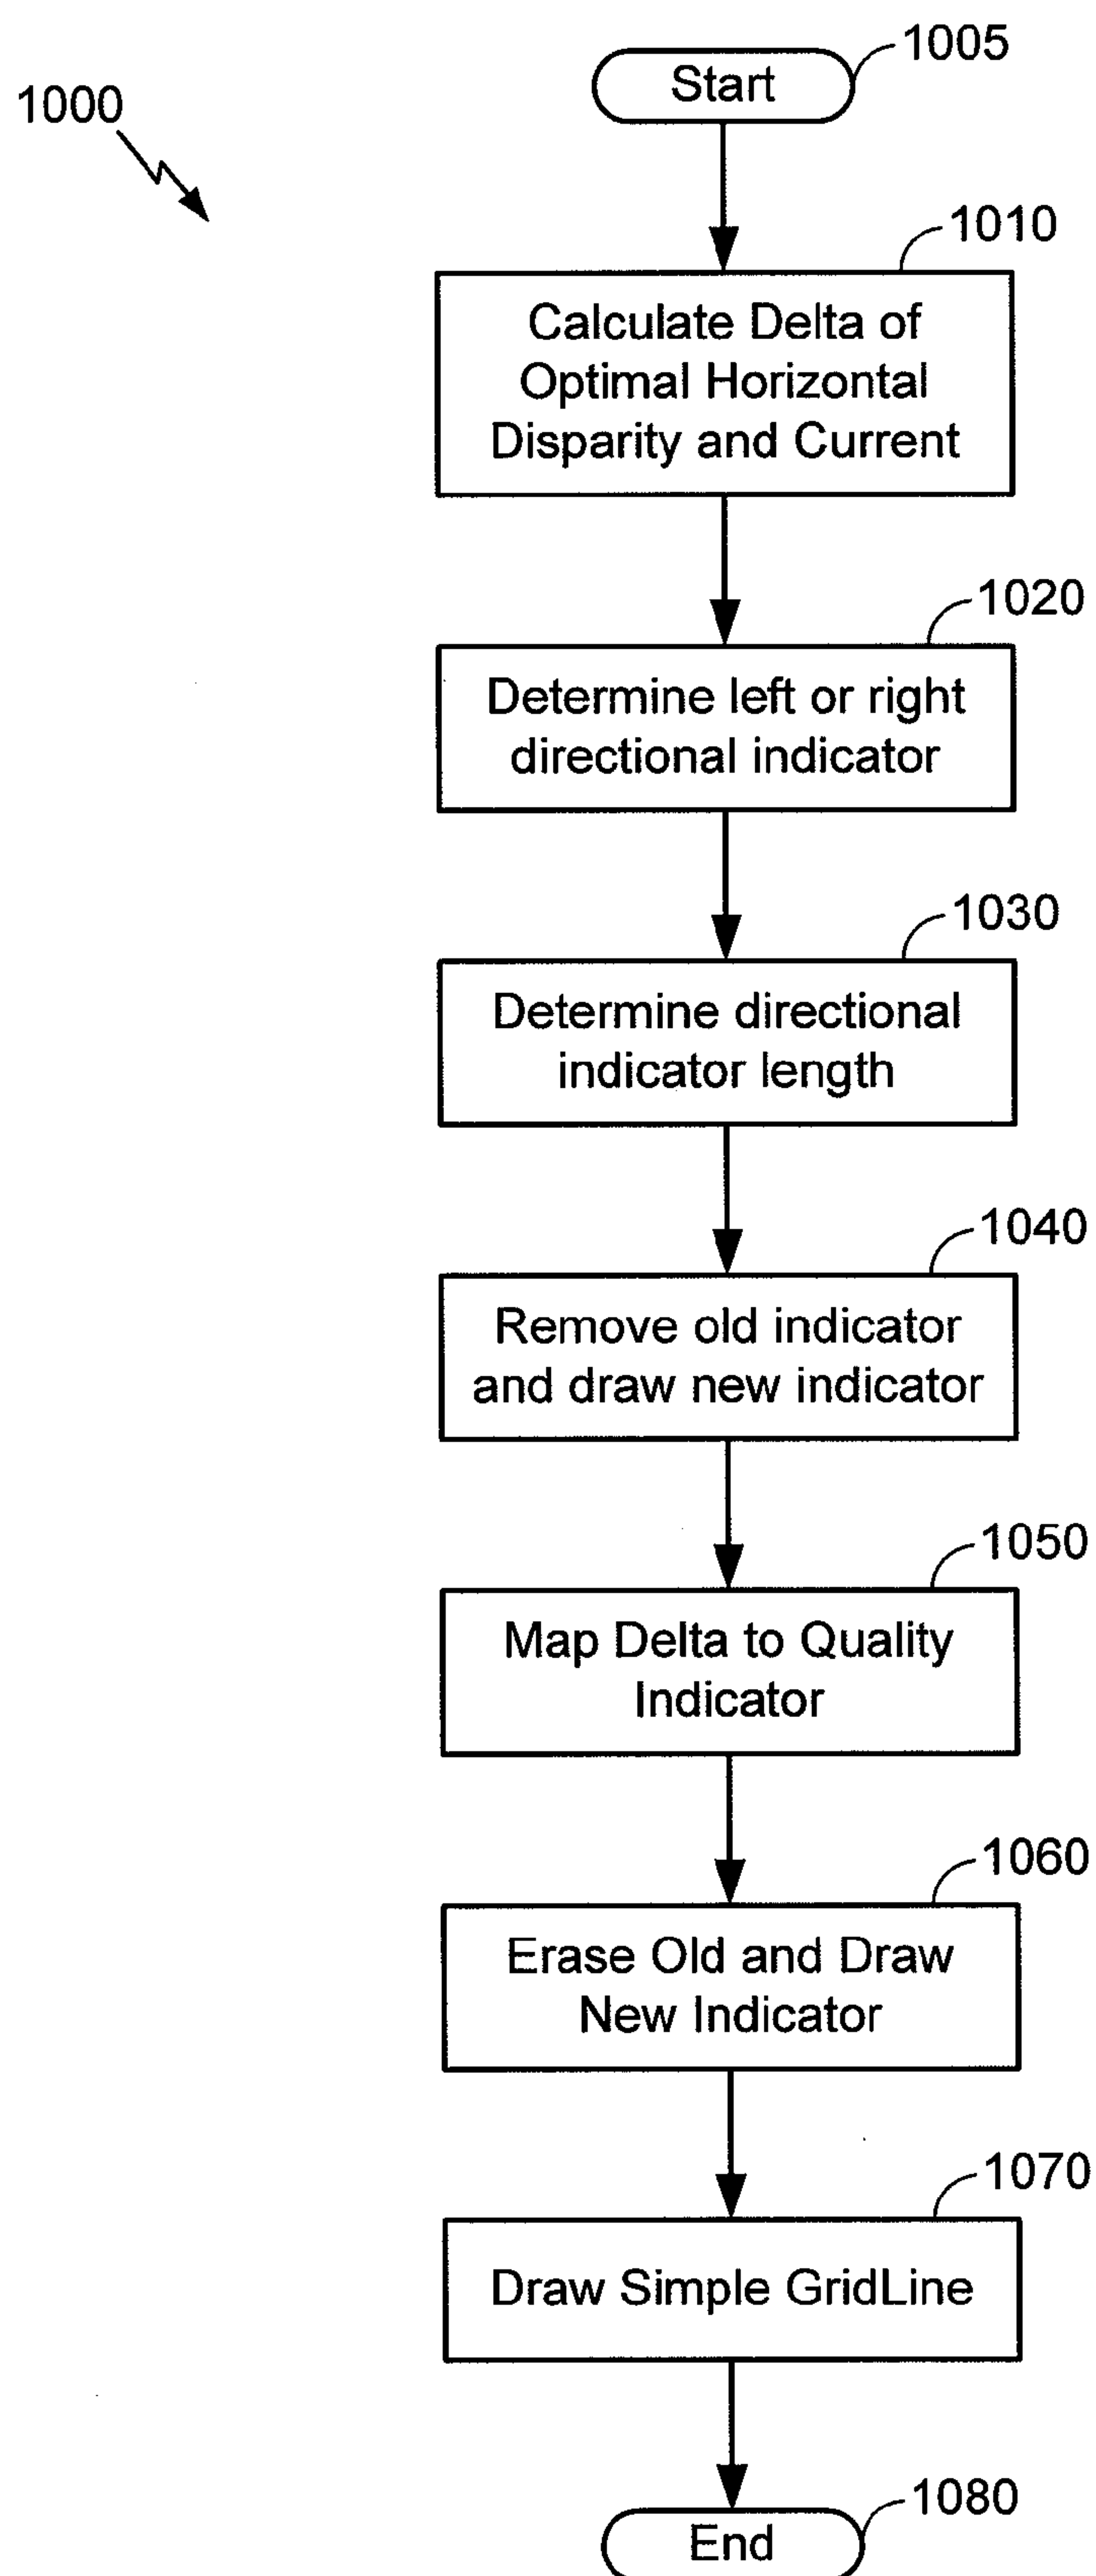 1005
Start
1000
1010
Calculate Delta of
Optimal Horizontal
Disparity and Current
1020
Determine left or right
directional indicator
1030
Determine directional
indicator length
1040
Remove old indicator
and draw new indicator
1050
Map Delta to Quality
Indicator
1060
Erase Old and Draw
New Indicator
1070
Draw Simple GridLine
1080
End